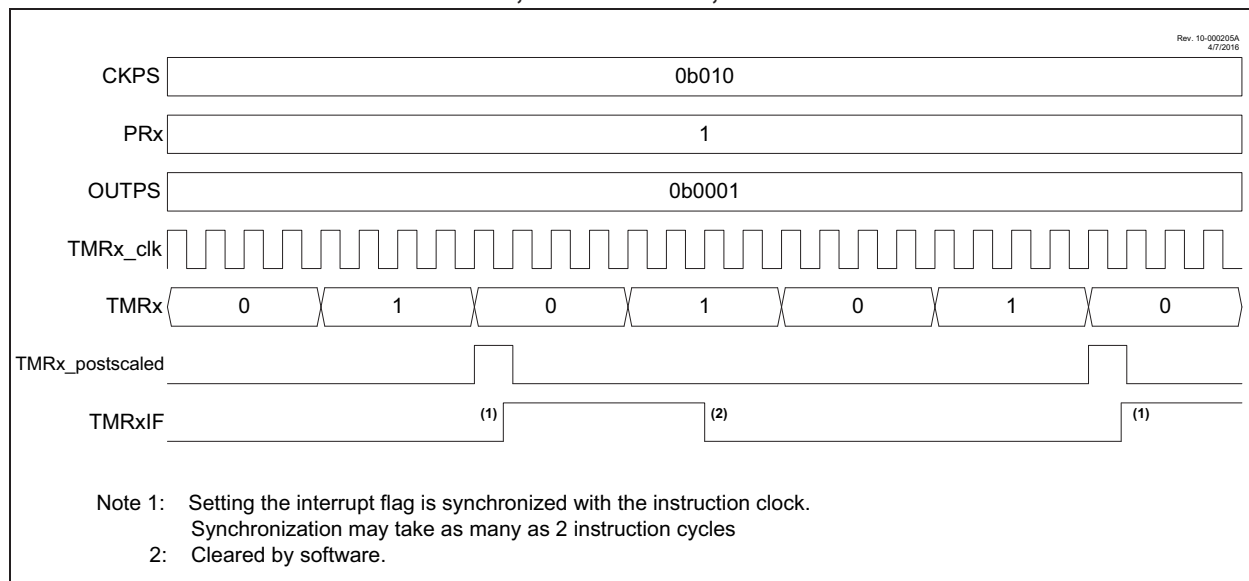 Rev. 10-000205A
4/7/2016
CKPS 0b010
PRx 1
OUTPS 0b0001
TMRx_clk
TMRx 0 1 0 1 0 1 0
TMRx_postscaled
TMRxIF (1) (2) (1)
Note 1: Setting the interrupt flag is synchronized with the instruction clock.
Synchronization may take as many as 2 instruction cycles
2: Cleared by software.